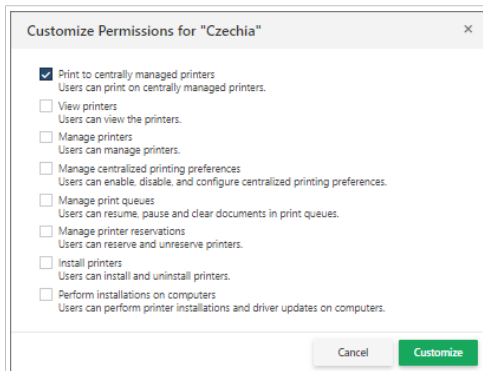 Customize Permissions for "Czechia"
Print to centrally managed printers
Users can print on centrally managed printers.
View printers
Users can view the printers.
Manage printers
Users can manage printers.
Manage centralized printing preferences
Users can enable, disable, and configure centralized printing preferences.
Manage print queues
Users can resume, pause and clear documents in print queues.
Manage printer reservations
Users can reserve and unreserve printers.
Install printers
Users can install and uninstall printers.
Perform installations on computers
Users can perform printer installations and driver updates on computers.
Cancel Customize